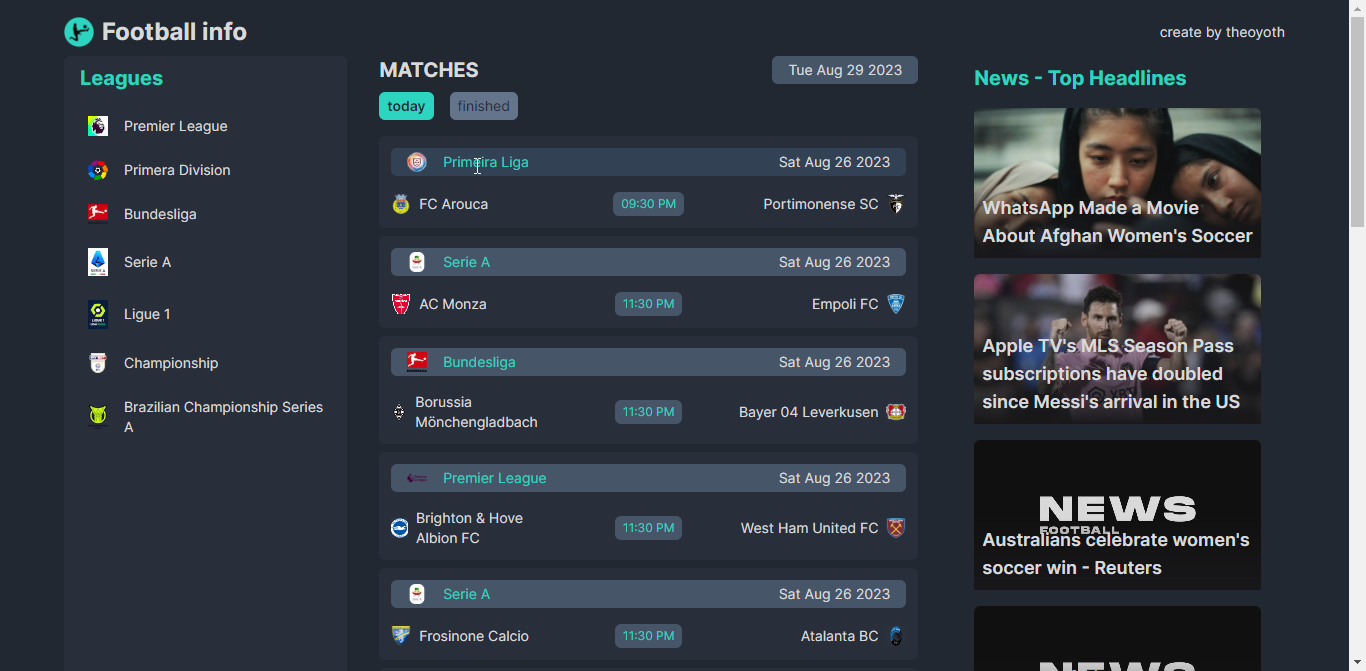 Football info
create by theoyoth
Leagues
Premier League
Primera Division
Bundesliga
Serie A
Ligue 1
Championship
Brazilian Championship Series
A
MATCHES
Tue Aug 29 2023
today
finished
Primeira Liga
Sat Aug 26 2023
FC Arouca
09:30 PM
Portimonense SC
Serie A
Sat Aug 26 2023
AC Monza
11:30 PM
Empoli FC
Bundesliga
Sat Aug 26 2023
Borussia
Mönchengladbach
11:30 PM
Bayer 04 Leverkusen
Premier League
Sat Aug 26 2023
Brighton & Hove
Albion FC
11:30 PM
West Ham United FC
Serie A
Sat Aug 26 2023
Frosinone Calcio
11:30 PM
Atalanta BC
News - Top Headlines
WhatsApp Made a Movie
About Afghan Women's Soccer
Apple TV's MLS Season Pass
subscriptions have doubled
since Messi's arrival in the US
NEWS
FOOTBALL
Australians celebrate women's
soccer win - Reuters
NEWS